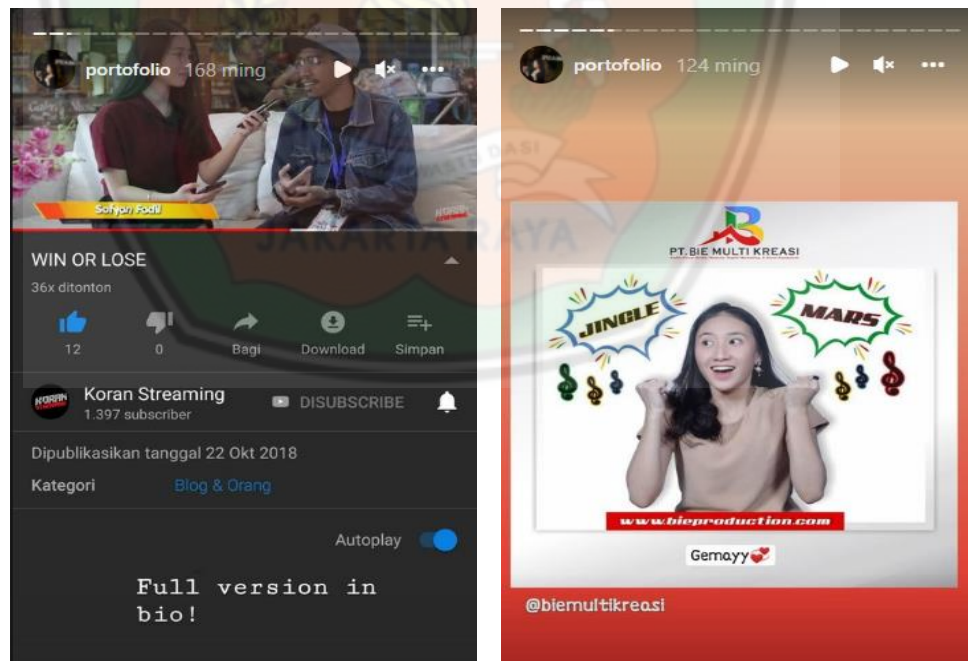 portofolio 168 ming
Sofyan Fadil
KORAN
STREAMING
WIN OR LOSE
36x ditonton
12
0
Bagi
Download
Simpan
Koran Streaming
1.397 subscriber
DISUBSCRIBE
Dipublikasikan tanggal 22 Okt 2018
Kategori
Blog & Orang
Autoplay
Full version in
bio!
JAKARTA RAYA
portofolio 124 ming
PT. BIE MULTI KREASI
JINGLE
MARS
www.bieproduction.com
Gemayy
@biemultikreasi